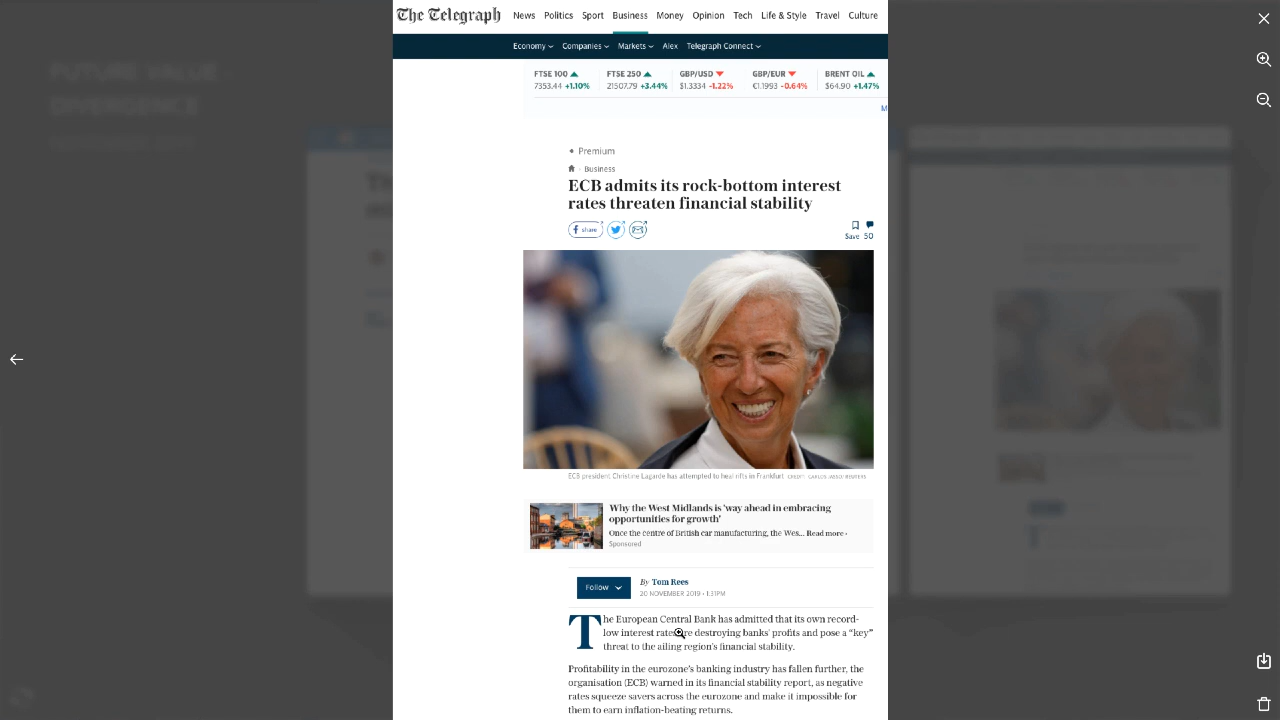 The Telegraph
News Politics Sport Business Money Opinion Tech Life & Style Travel Culture
Economy Companies Markets Alex Telegraph Connect
FTSE 100 FTSE 250 GBP/USD GBP/EUR BRENT OIL
7353.44 +1.10% 21507.79 +3.44% $1.3334 -1.22% €1.1993 -0.64% $64.90 +1.47%
M
Premium
Business
ECB admits its rock-bottom interest
rates threaten financial stability
share
Save 50
ECB president Christine Lagarde has attempted to heal rifts in Frankfurt CREDIT: CARLOS JASSO/REUTERS
Why the West Midlands is 'way ahead in embracing
opportunities for growth'
Once the centre of British car manufacturing, the Wes... Read more ›
Sponsored
Follow
By Tom Rees
20 NOVEMBER 2019 • 1:31PM
The European Central Bank has admitted that its own record-
low interest rates are destroying banks' profits and pose a “key”
threat to the ailing region's financial stability.
Profitability in the eurozone's banking industry has fallen further, the
organisation (ECB) warned in its financial stability report, as negative
rates squeeze savers across the eurozone and make it impossible for
them to earn inflation-beating returns.